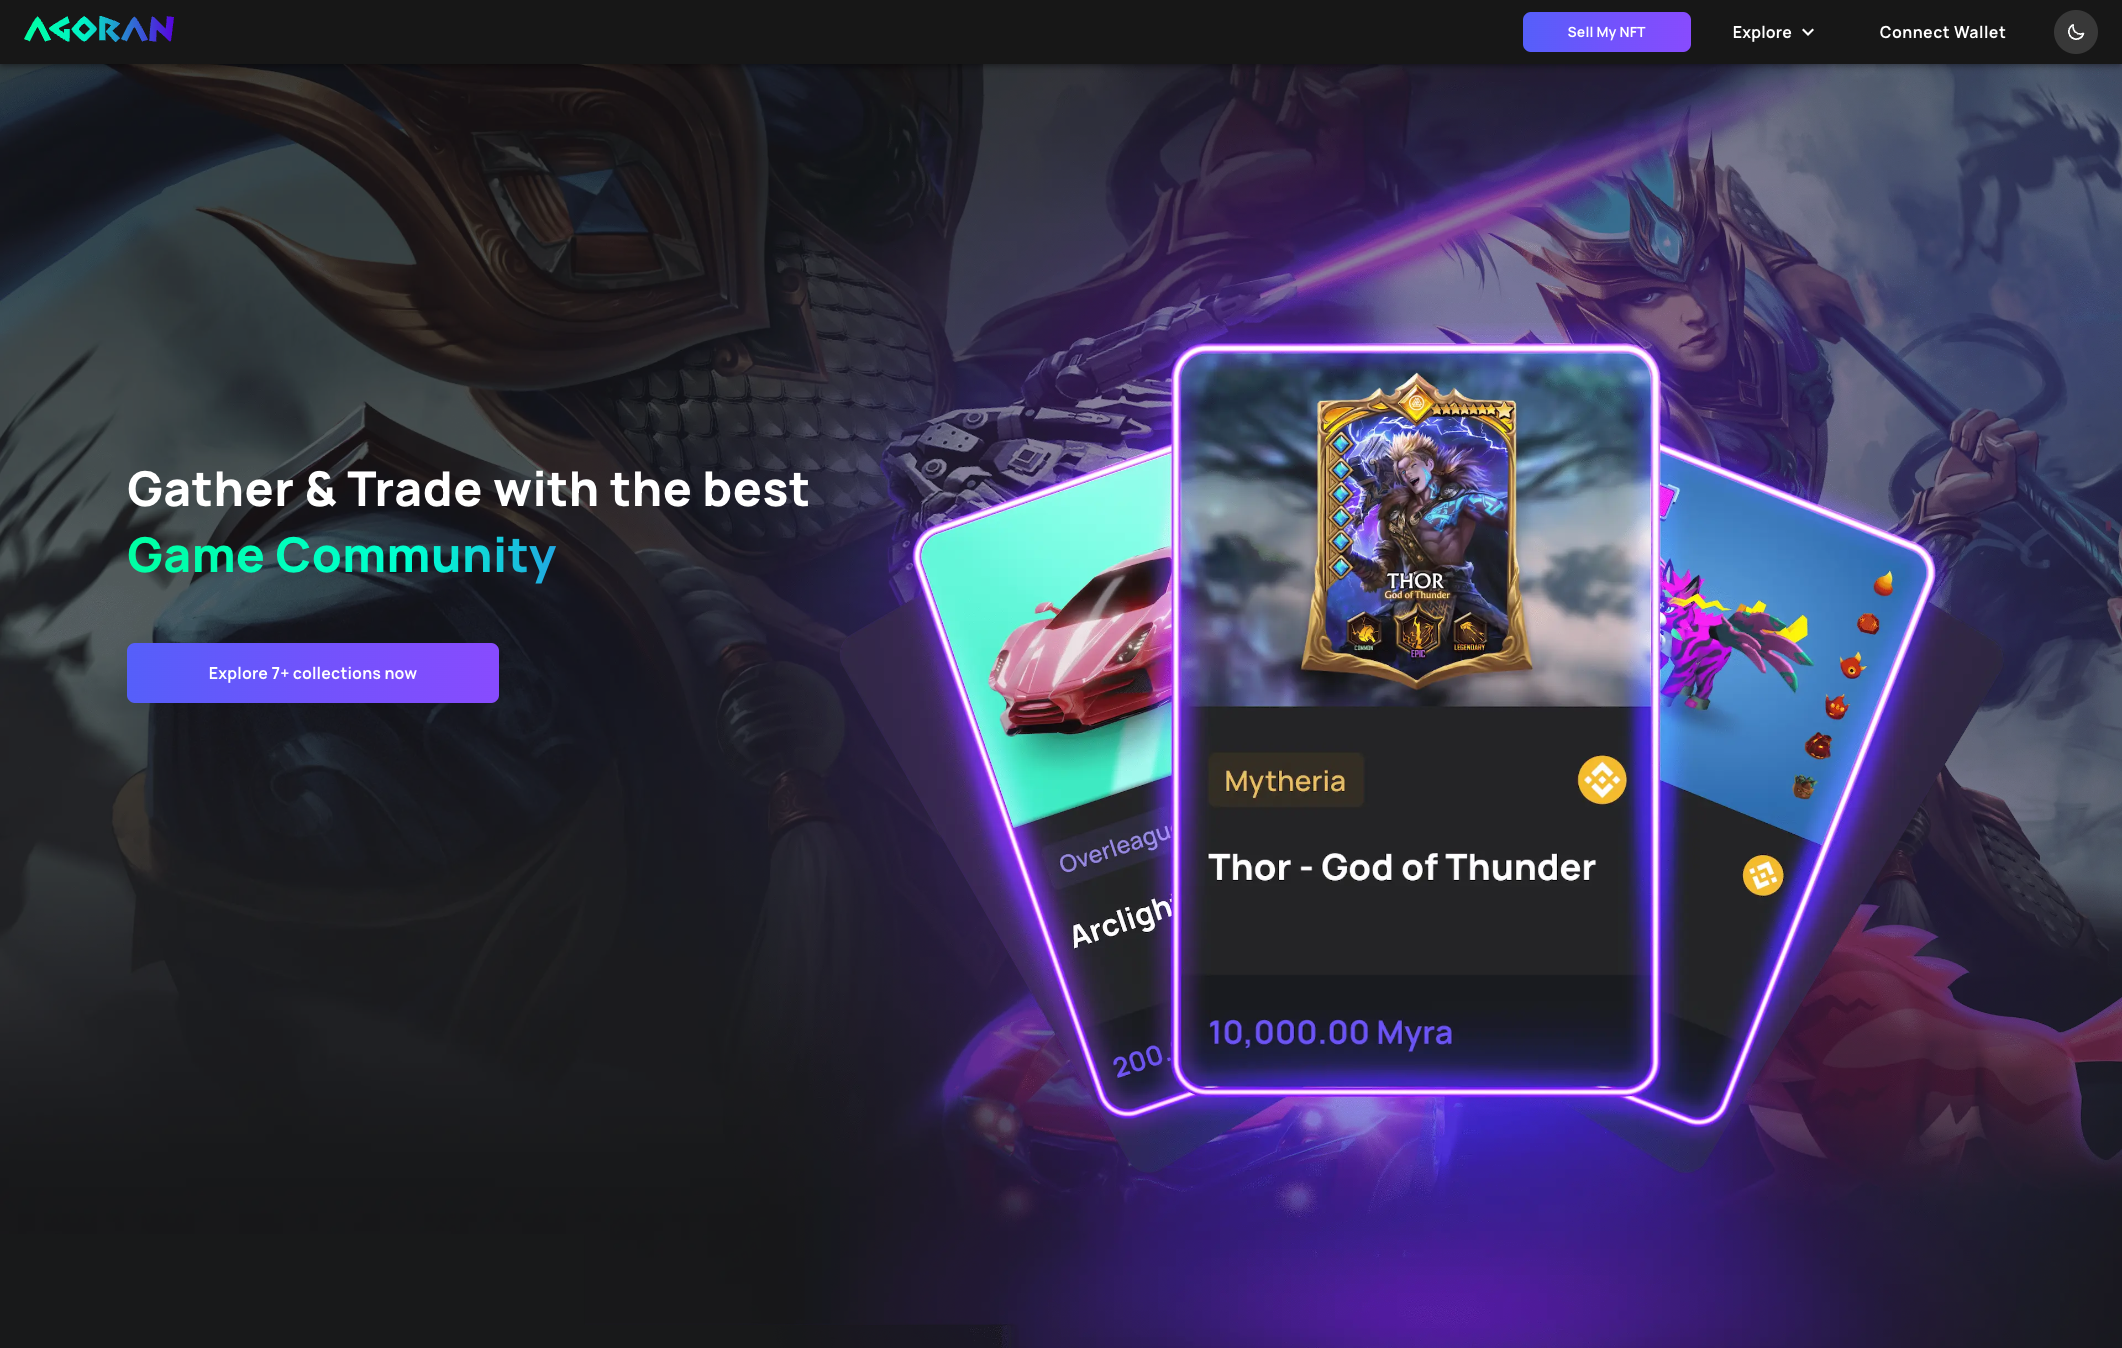 AGORAN
Sell My NFT
Explore
Connect Wallet
Gather & Trade with the best
Game Community
Explore 7+ collections now
THOR
God of Thunder
COMMON
EPIC
LEGENDARY
Mytheria
Thor - God of Thunder
10,000.00 Myra
Overleagu
Arcligh
200.